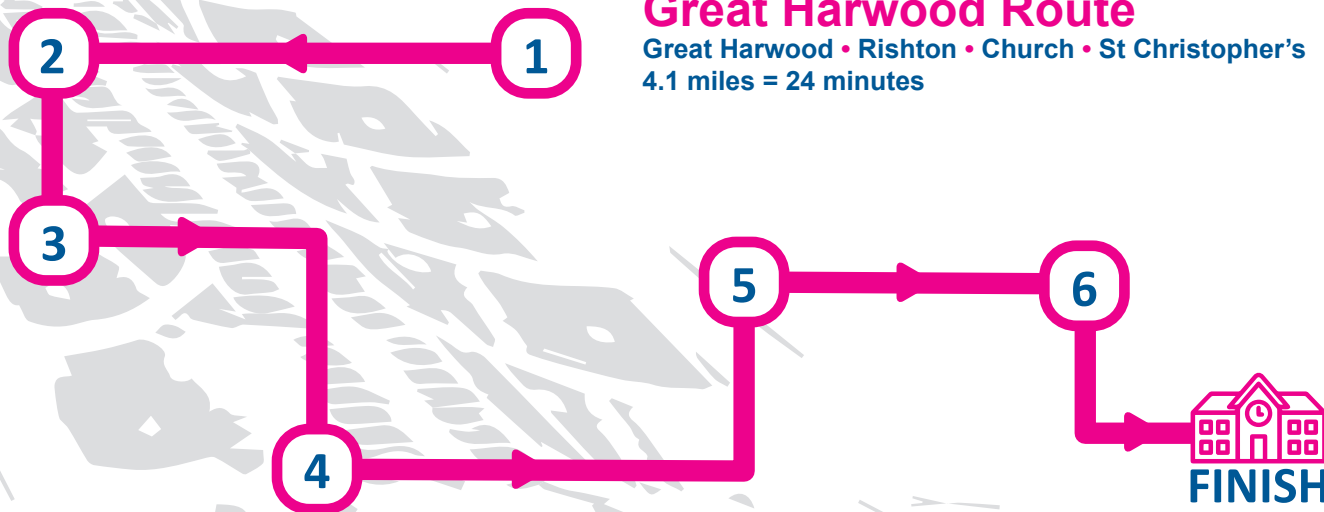 Great Harwood Route
Great Harwood • Rishton • Church • St Christopher's
4.1 miles = 24 minutes
1
2
3
4
5
6
FINISH